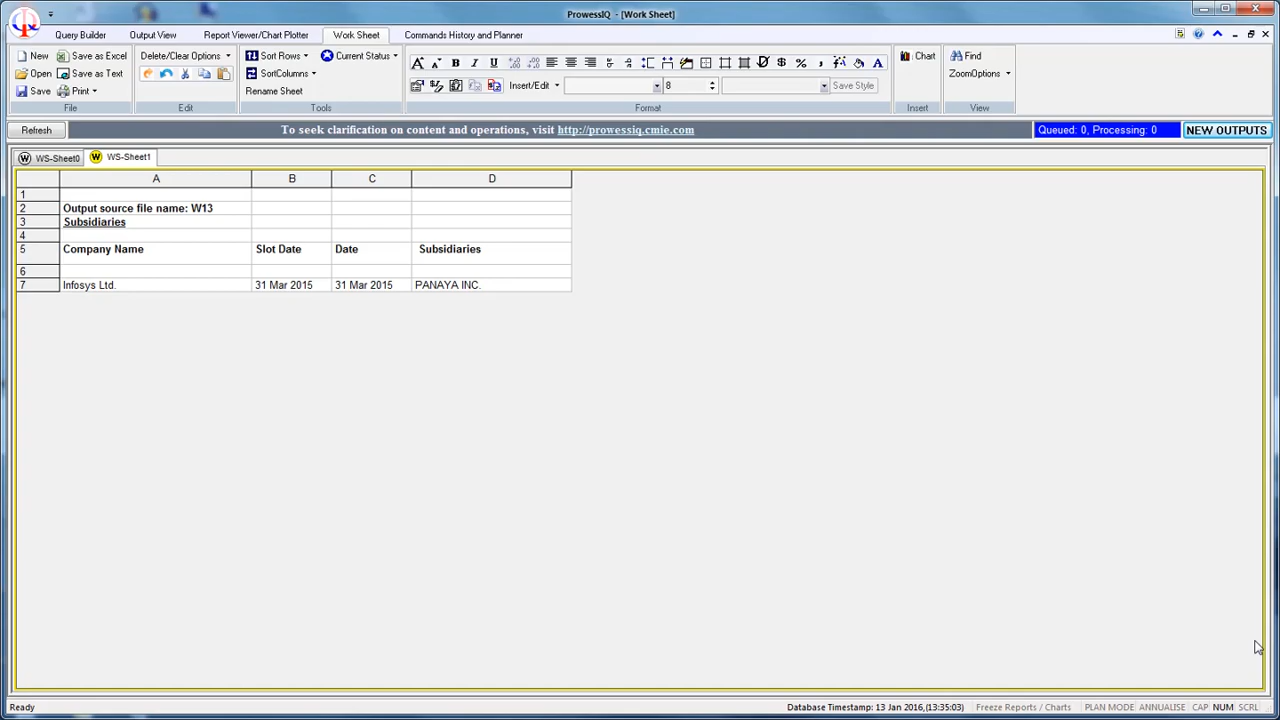 ProwessIQ - [Work Sheet]
Query Builder Output View Report Viewer/Chart Plotter Work Sheet Commands History and Planner
New Save as Excel Delete/Clear Options Sort Rows Current Status Chart Find
Open Save as Text SortColumns Insert/Edit 8 Save Style ZoomOptions
Save Print Rename Sheet
File Edit Tools Format Insert View
Refresh To seek clarification on content and operations, visit http://prowessiq.cmie.com Queued: 0, Processing: 0 NEW OUTPUTS
WS-Sheet0 WS-Sheet1
A B C D
1
2 Output source file name: W13
3 Subsidiaries
4
5 Company Name Slot Date Date Subsidiaries
6
7 Infosys Ltd. 31 Mar 2015 31 Mar 2015 PANAYA INC.
Ready Database Timestamp: 13 Jan 2016,(13:35:03) Freeze Reports / Charts PLAN MODE ANNUALISE CAP NUM SCRL